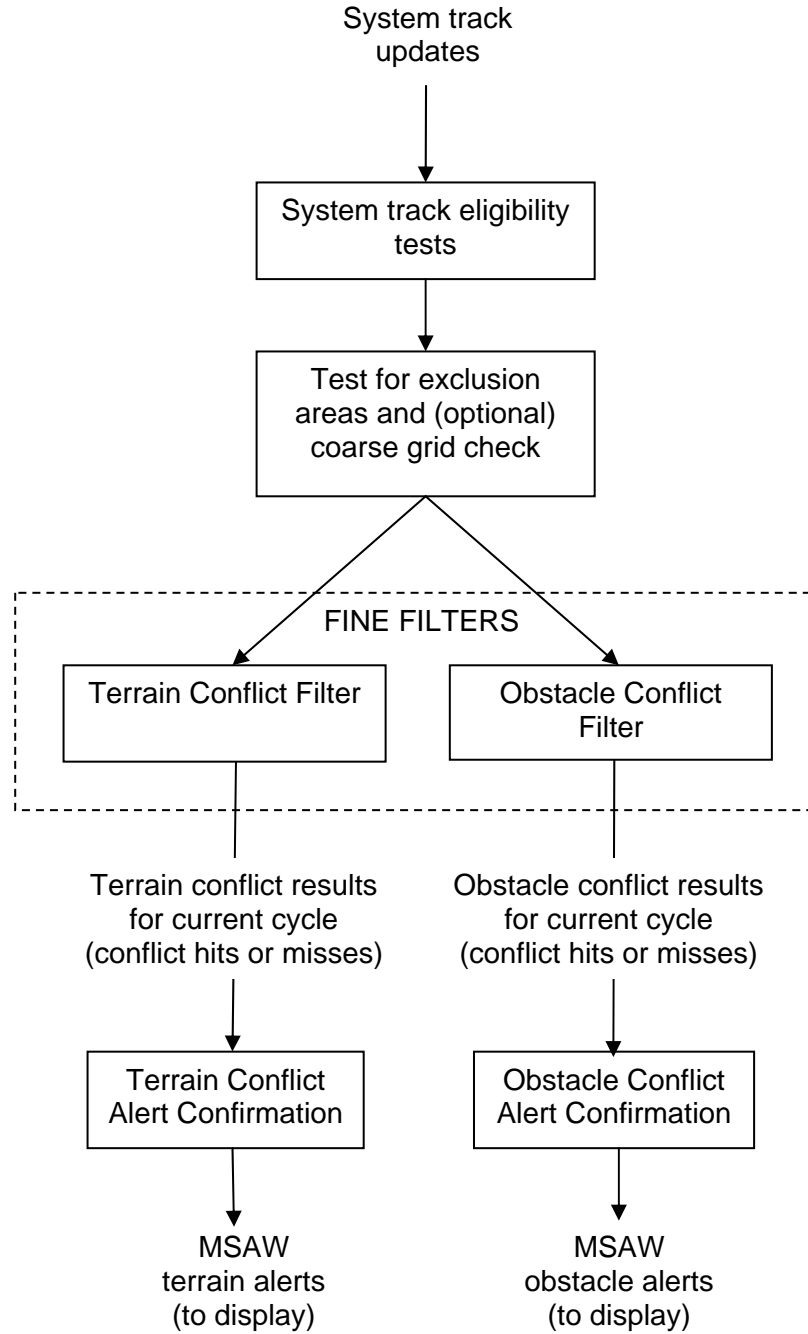 System track
updates
System track eligibility
tests
Test for exclusion
areas and (optional)
coarse grid check
FINE FILTERS
Terrain Conflict Filter
Obstacle Conflict
Filter
Terrain conflict results
for current cycle
(conflict hits or misses)
Obstacle conflict results
for current cycle
(conflict hits or misses)
Terrain Conflict
Alert Confirmation
Obstacle Conflict
Alert Confirmation
MSAW
terrain alerts
(to display)
MSAW
obstacle alerts
(to display)